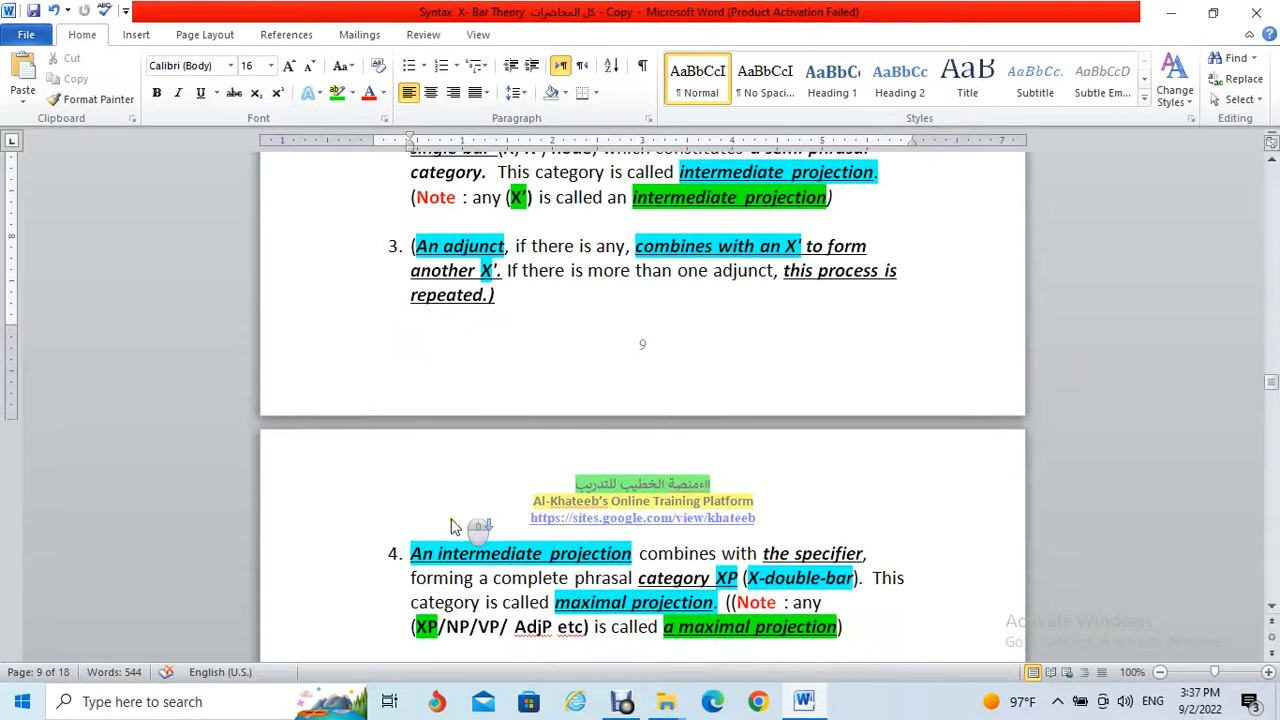 Syntax X- Bar Theory كل المحاضرات - Copy - Microsoft Word (Product Activation Failed)
File Home Insert Page Layout References Mailings Review View
Cut
Copy
Format Painter
Paste
Clipboard
Calibri (Body) 16
Font
Paragraph
AaBbCcI AaBbCcI AaBbC AaBbCc AaB AaBbCc. AaBbCcD
¶ Normal ¶ No Spaci... Heading 1 Heading 2 Title Subtitle Subtle Em...
Styles
Change Styles
Find
Replace
Select
Editing
category. This category is called intermediate projection.
(Note : any (X') is called an intermediate projection)
3. (An adjunct, if there is any, combines with an X' to form
another X'. If there is more than one adjunct, this process is
repeated.)
9
ااءمنصة الخطيب للتدريب
Al-Khateeb's Online Training Platform
https://sites.google.com/view/khateeb
4. An intermediate projection combines with the specifier,
forming a complete phrasal category XP (X-double-bar). This
category is called maximal projection. ((Note : any
(XP/NP/VP/ AdjP etc) is called a maximal projection)
Activate Windows
Go to Settings to activate Windows.
Page: 9 of 18 Words: 544 English (U.S.) 100%
Type here to search
97°F ENG 3:37 PM
9/2/2022